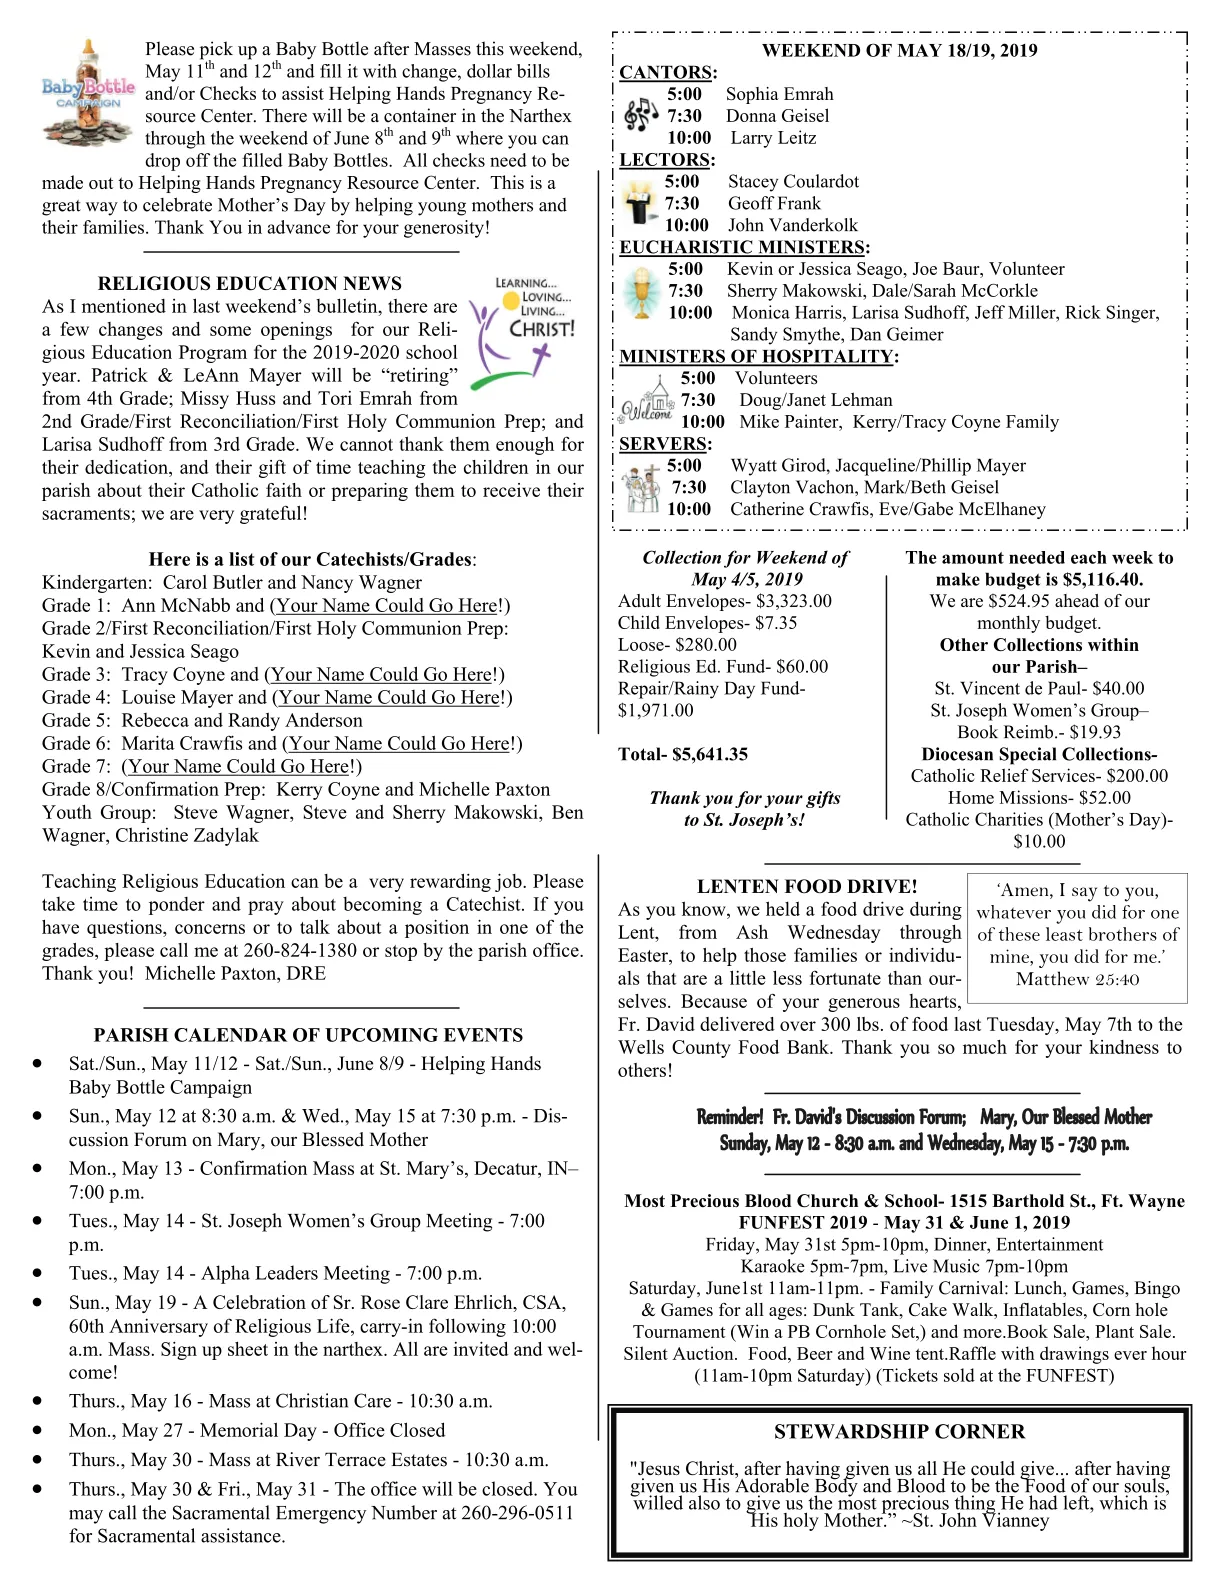 Baby Bottle
CAMPAIGN
Please pick up a Baby Bottle after Masses this weekend,
May 11th and 12th and fill it with change, dollar bills
and/or Checks to assist Helping Hands Pregnancy Re-
source Center. There will be a container in the Narthex
through the weekend of June 8th and 9th where you can
drop off the filled Baby Bottles.  All checks need to be
made out to Helping Hands Pregnancy Resource Center.  This is a
great way to celebrate Mother's Day by helping young mothers and
their families. Thank You in advance for your generosity!
RELIGIOUS EDUCATION NEWS
LEARNING...
LOVING...
LIVING...
CHRIST!
As I mentioned in last weekend's bulletin, there are
a few changes and some openings  for our Reli-
gious Education Program for the 2019-2020 school
year. Patrick & LeAnn Mayer will be “retiring”
from 4th Grade; Missy Huss and Tori Emrah from
2nd Grade/First Reconciliation/First Holy Communion Prep; and
Larisa Sudhoff from 3rd Grade. We cannot thank them enough for
their dedication, and their gift of time teaching the children in our
parish about their Catholic faith or preparing them to receive their
sacraments; we are very grateful!
Here is a list of our Catechists/Grades:
Kindergarten:  Carol Butler and Nancy Wagner
Grade 1:  Ann McNabb and (Your Name Could Go Here!)
Grade 2/First Reconciliation/First Holy Communion Prep:
Kevin and Jessica Seago
Grade 3:  Tracy Coyne and (Your Name Could Go Here!)
Grade 4:  Louise Mayer and (Your Name Could Go Here!)
Grade 5:  Rebecca and Randy Anderson
Grade 6:  Marita Crawfis and (Your Name Could Go Here!)
Grade 7:  (Your Name Could Go Here!)
Grade 8/Confirmation Prep:  Kerry Coyne and Michelle Paxton
Youth Group:  Steve Wagner, Steve and Sherry Makowski, Ben
Wagner, Christine Zadylak
Teaching Religious Education can be a  very rewarding job. Please
take time to ponder and pray about becoming a Catechist. If you
have questions, concerns or to talk about a position in one of the
grades, please call me at 260-824-1380 or stop by the parish office.
Thank you!  Michelle Paxton, DRE
PARISH CALENDAR OF UPCOMING EVENTS
• Sat./Sun., May 11/12 - Sat./Sun., June 8/9 - Helping Hands
Baby Bottle Campaign
• Sun., May 12 at 8:30 a.m. & Wed., May 15 at 7:30 p.m. - Dis-
cussion Forum on Mary, our Blessed Mother
• Mon., May 13 - Confirmation Mass at St. Mary's, Decatur, IN–
7:00 p.m.
• Tues., May 14 - St. Joseph Women's Group Meeting - 7:00
p.m.
• Tues., May 14 - Alpha Leaders Meeting - 7:00 p.m.
• Sun., May 19 - A Celebration of Sr. Rose Clare Ehrlich, CSA,
60th Anniversary of Religious Life, carry-in following 10:00
a.m. Mass. Sign up sheet in the narthex. All are invited and wel-
come!
• Thurs., May 16 - Mass at Christian Care - 10:30 a.m.
• Mon., May 27 - Memorial Day - Office Closed
• Thurs., May 30 - Mass at River Terrace Estates - 10:30 a.m.
• Thurs., May 30 & Fri., May 31 - The office will be closed. You
may call the Sacramental Emergency Number at 260-296-0511
for Sacramental assistance.
WEEKEND OF MAY 18/19, 2019
CANTORS:
5:00 Sophia Emrah
7:30 Donna Geisel
10:00 Larry Leitz
LECTORS:
5:00 Stacey Coulardot
7:30 Geoff Frank
10:00 John Vanderkolk
EUCHARISTIC MINISTERS:
5:00 Kevin or Jessica Seago, Joe Baur, Volunteer
7:30 Sherry Makowski, Dale/Sarah McCorkle
10:00 Monica Harris, Larisa Sudhoff, Jeff Miller, Rick Singer,
Sandy Smythe, Dan Geimer
MINISTERS OF HOSPITALITY:
Welcome
5:00 Volunteers
7:30 Doug/Janet Lehman
10:00 Mike Painter,  Kerry/Tracy Coyne Family
SERVERS:
5:00 Wyatt Girod, Jacqueline/Phillip Mayer
7:30 Clayton Vachon, Mark/Beth Geisel
10:00 Catherine Crawfis, Eve/Gabe McElhaney
Collection for Weekend of
May 4/5, 2019
Adult Envelopes- $3,323.00
Child Envelopes- $7.35
Loose- $280.00
Religious Ed. Fund- $60.00
Repair/Rainy Day Fund-
$1,971.00
Total- $5,641.35
Thank you for your gifts
to St. Joseph's!
The amount needed each week to
make budget is $5,116.40.
We are $524.95 ahead of our
monthly budget.
Other Collections within
our Parish–
St. Vincent de Paul- $40.00
St. Joseph Women's Group–
Book Reimb.- $19.93
Diocesan Special Collections-
Catholic Relief Services- $200.00
Home Missions- $52.00
Catholic Charities (Mother's Day)-
$10.00
LENTEN FOOD DRIVE!
As you know, we held a food drive during
Lent, from Ash Wednesday through
Easter, to help those families or individu-
als that are a little less fortunate than our-
selves. Because of your generous hearts,
Fr. David delivered over 300 lbs. of food last Tuesday, May 7th to the
Wells County Food Bank. Thank you so much for your kindness to
others!
‘Amen, I say to you,
whatever you did for one
of these least brothers of
mine, you did for me.’
Matthew 25:40
Reminder!  Fr. David's Discussion Forum;   Mary, Our Blessed Mother
Sunday, May 12 - 8:30 a.m. and Wednesday, May 15 - 7:30 p.m.
Most Precious Blood Church & School- 1515 Barthold St., Ft. Wayne
FUNFEST 2019 - May 31 & June 1, 2019
Friday, May 31st 5pm-10pm, Dinner, Entertainment
Karaoke 5pm-7pm, Live Music 7pm-10pm
Saturday, June1st 11am-11pm. - Family Carnival: Lunch, Games, Bingo
& Games for all ages: Dunk Tank, Cake Walk, Inflatables, Corn hole
Tournament (Win a PB Cornhole Set,) and more.Book Sale, Plant Sale.
Silent Auction.  Food, Beer and Wine tent.Raffle with drawings ever hour
(11am-10pm Saturday) (Tickets sold at the FUNFEST)
STEWARDSHIP CORNER
"Jesus Christ, after having given us all He could give... after having
given us His Adorable Body and Blood to be the Food of our souls,
willed also to give us the most precious thing He had left, which is
His holy Mother.” ~St. John Vianney